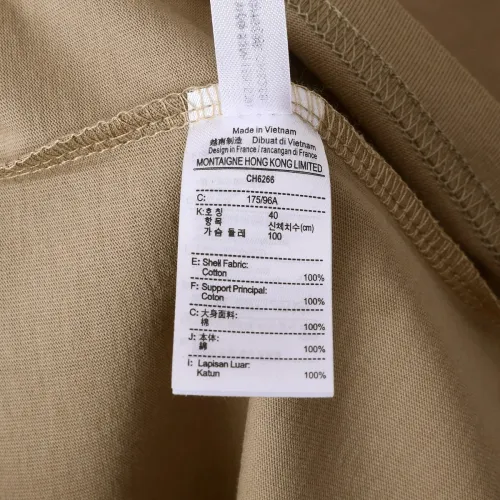 Made in Vietnam
越南制造 Dibuat di Vietnam
Design in France / rancangan di France
MONTAIGNE HONG KONG LIMITED
CH6266
C: 175/96A
K: 호칭 40
항목 신체치수(cm)
가슴 둘레 100
E: Shell Fabric:
Cotton 100%
F: Support Principal:
Coton 100%
C: 大身面料:
棉 100%
J: 本体:
綿 100%
I: Lapisan Luar:
Katun 100%